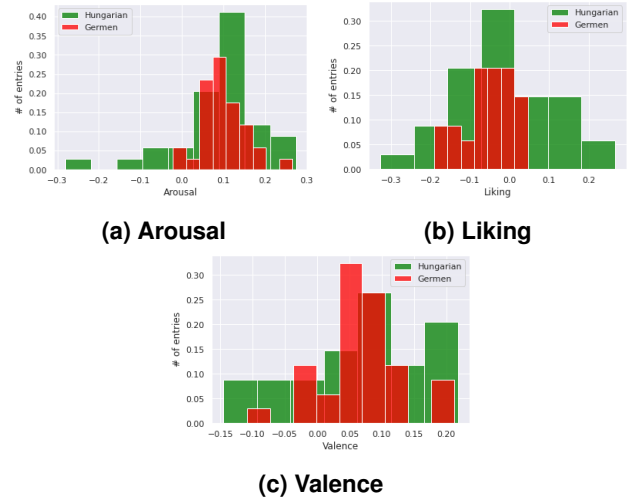 0.40
0.35
0.30
0.25
0.20
0.15
0.10
0.05
0.00
# of entries
Hungarian
Germen
−0.3 −0.2 −0.1 0.0 0.1 0.2 0.3
Arousal
(a) Arousal
0.30
0.25
0.20
0.15
0.10
0.05
0.00
# of entries
Hungarian
Germen
−0.3 −0.2 −0.1 0.0 0.1 0.2
Liking
(b) Liking
0.30
0.25
0.20
0.15
0.10
0.05
0.00
# of entries
Hungarian
Germen
−0.15 −0.10 −0.05 0.00 0.05 0.10 0.15 0.20
Valence
(c) Valence